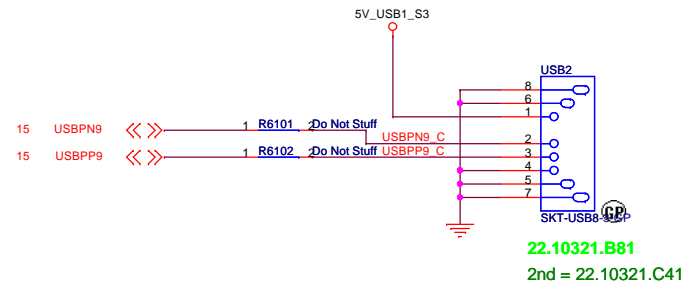 5V_USB1_S3
USB2
8
6
1
15 USBPN9 1 R6101 2 Do Not Stuff
USBPN9_C 2
15 USBPP9 1 R6102 2 Do Not Stuff USBPP9_C 3
4
5
7
SKT-USB8-9-GP
GP
22.10321.B81
2nd = 22.10321.C41